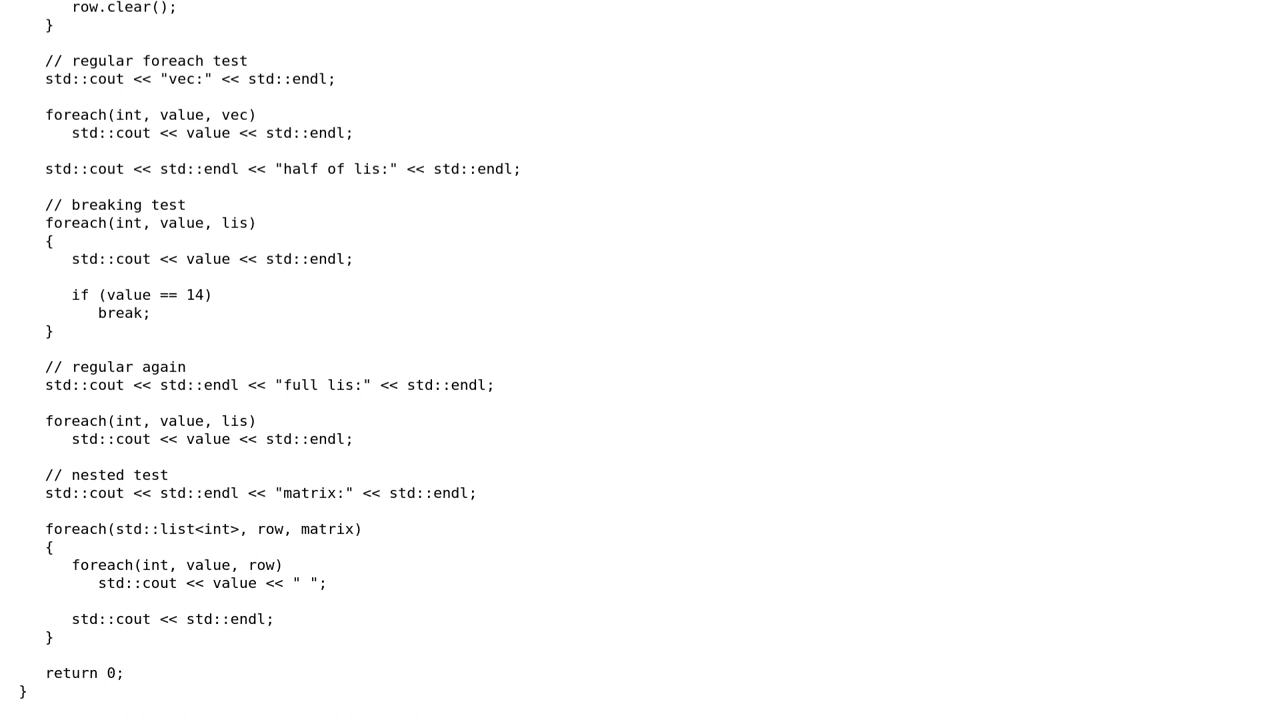 row.clear();
}
// regular foreach test
std::cout << "vec:" << std::endl;
foreach(int, value, vec)
std::cout << value << std::endl;
std::cout << std::endl << "half of lis:" << std::endl;
// breaking test
foreach(int, value, lis)
{
std::cout << value << std::endl;
if (value == 14)
break;
}
// regular again
std::cout << std::endl << "full lis:" << std::endl;
foreach(int, value, lis)
std::cout << value << std::endl;
// nested test
std::cout << std::endl << "matrix:" << std::endl;
foreach(std::list<int>, row, matrix)
{
foreach(int, value, row)
std::cout << value << " ";
std::cout << std::endl;
}
return 0;
}